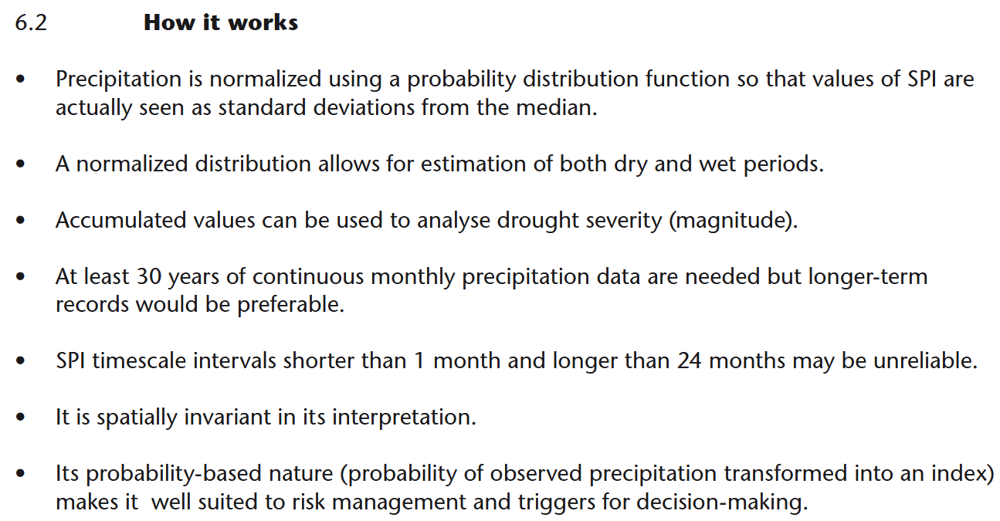 6.2 How it works
• Precipitation is normalized using a probability distribution function so that values of SPI are
actually seen as standard deviations from the median.
• A normalized distribution allows for estimation of both dry and wet periods.
• Accumulated values can be used to analyse drought severity (magnitude).
• At least 30 years of continuous monthly precipitation data are needed but longer-term
records would be preferable.
• SPI timescale intervals shorter than 1 month and longer than 24 months may be unreliable.
• It is spatially invariant in its interpretation.
• Its probability-based nature (probability of observed precipitation transformed into an index)
makes it  well suited to risk management and triggers for decision-making.